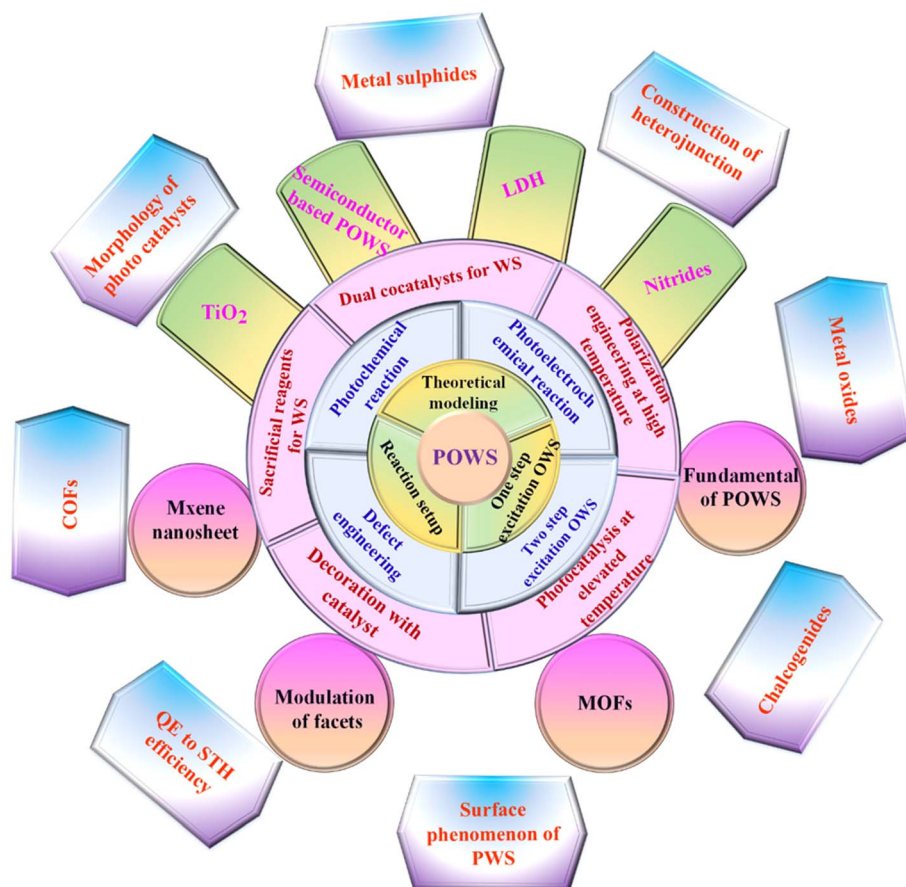 Metal sulphides
Construction of
heterojunction
Morphology of
photo catalysts
Semiconductor
based POWS
LDH
TiO2
Nitrides
Metal oxides
Dual cocatalysts for WS
Polarization
engineering at high
temperature
Sacrificial reagents
for WS
Photochemical
reaction
Photoelectroch
emical reaction
Theoretical
modeling
POWS
Reaction setup
One step
excitation OWS
Defect
engineering
Two step
excitation OWS
Decoration with
catalyst
Photocatalysis at
elevated
temperature
COFs
Mxene
nanosheet
Fundamental
of POWS
Chalcogenides
Modulation
of facets
MOFs
QE to STH
efficiency
Surface
phenomenon of
PWS